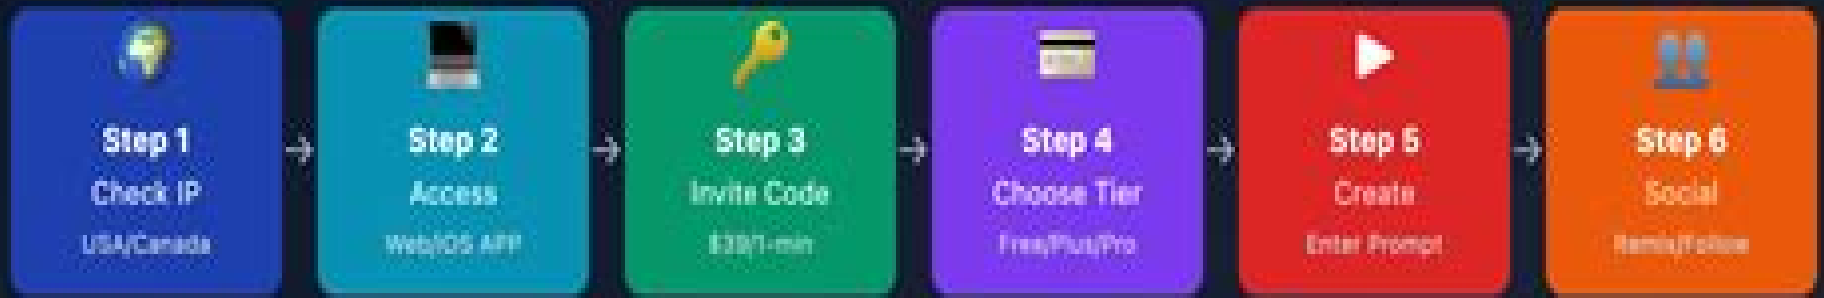 Step 1
Check IP
USA/Canada
→
Step 2
Access
Web/iOS APP
→
Step 3
Invite Code
→
Step 4
Choose Tier
Free/Plus/Pro
→
Step 5
Create
Enter Prompt
→
Step 6
Social
Remix/Follow